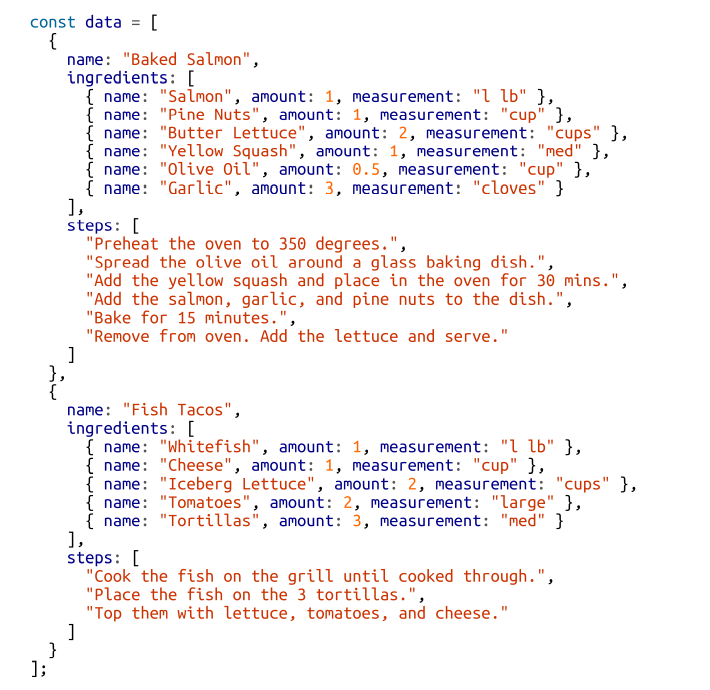 const data = [
  {
    name: "Baked Salmon",
    ingredients: [
      { name: "Salmon", amount: 1, measurement: "l lb" },
      { name: "Pine Nuts", amount: 1, measurement: "cup" },
      { name: "Butter Lettuce", amount: 2, measurement: "cups" },
      { name: "Yellow Squash", amount: 1, measurement: "med" },
      { name: "Olive Oil", amount: 0.5, measurement: "cup" },
      { name: "Garlic", amount: 3, measurement: "cloves" }
    ],
    steps: [
      "Preheat the oven to 350 degrees.",
      "Spread the olive oil around a glass baking dish.",
      "Add the yellow squash and place in the oven for 30 mins.",
      "Add the salmon, garlic, and pine nuts to the dish.",
      "Bake for 15 minutes.",
      "Remove from oven. Add the lettuce and serve."
    ]
  },
  {
    name: "Fish Tacos",
    ingredients: [
      { name: "Whitefish", amount: 1, measurement: "l lb" },
      { name: "Cheese", amount: 1, measurement: "cup" },
      { name: "Iceberg Lettuce", amount: 2, measurement: "cups" },
      { name: "Tomatoes", amount: 2, measurement: "large" },
      { name: "Tortillas", amount: 3, measurement: "med" }
    ],
    steps: [
      "Cook the fish on the grill until cooked through.",
      "Place the fish on the 3 tortillas.",
      "Top them with lettuce, tomatoes, and cheese."
    ]
  }
];